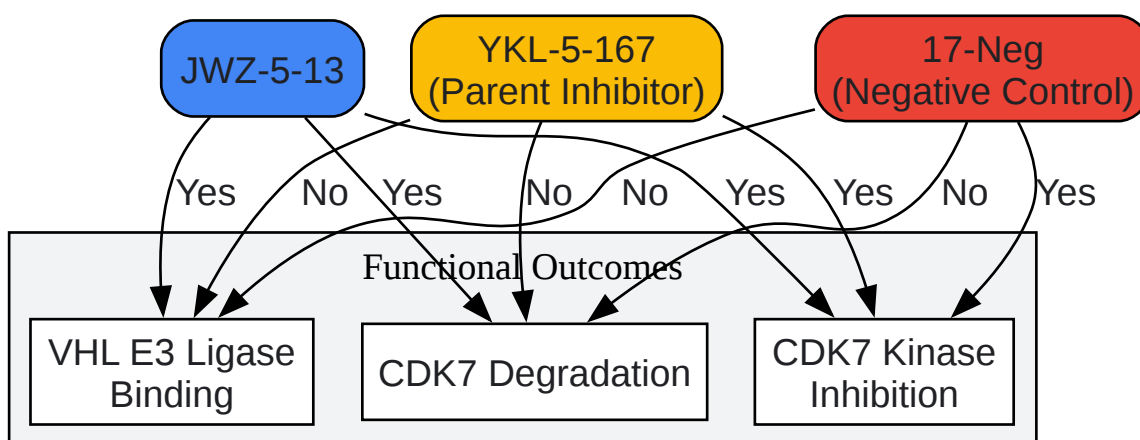 JWZ-5-13
YKL-5-167
(Parent Inhibitor)
17-Neg
(Negative Control)
Yes
No
Yes
No
No
Yes
Yes
No
Yes
Functional Outcomes
VHL E3 Ligase
Binding
CDK7 Degradation
CDK7 Kinase
Inhibition